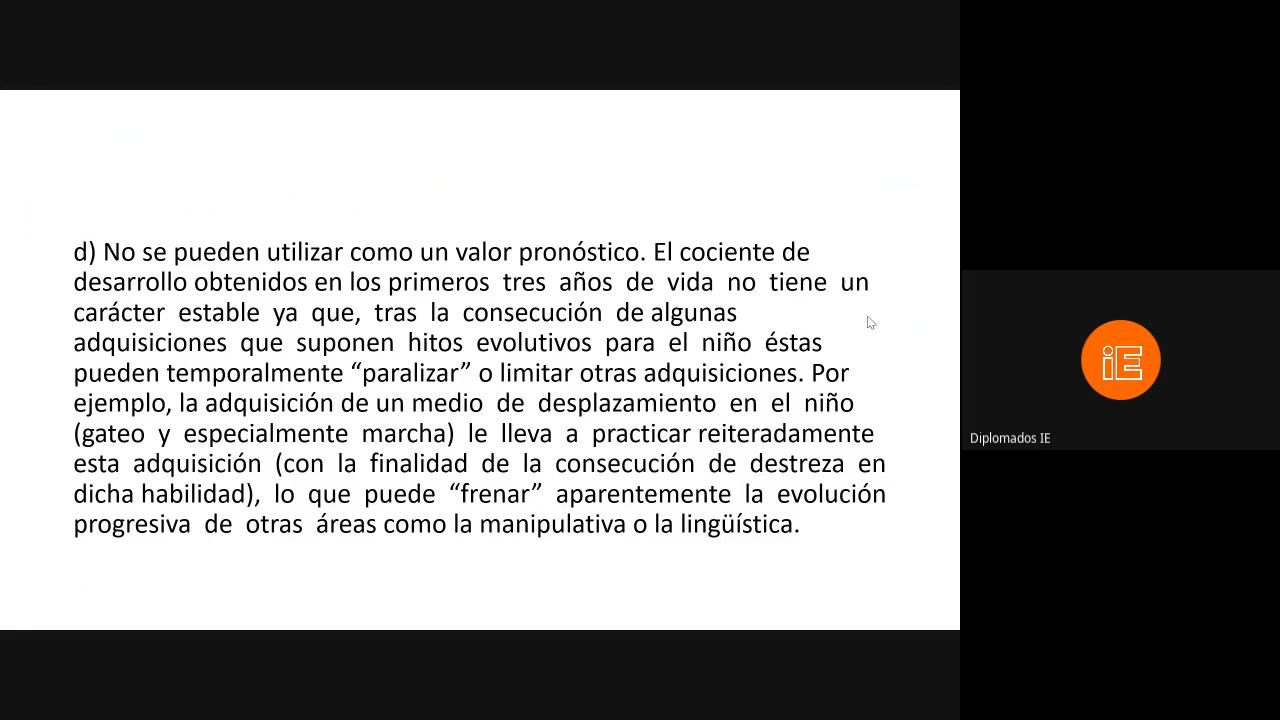 d) No se pueden utilizar como un valor pronóstico. El cociente de
desarrollo obtenidos en los primeros tres años de vida no tiene un
carácter estable ya que, tras la consecución de algunas
adquisiciones que suponen hitos evolutivos para el niño éstas
pueden temporalmente “paralizar” o limitar otras adquisiciones. Por
ejemplo, la adquisición de un medio de desplazamiento en el niño
(gateo y especialmente marcha) le lleva a practicar reiteradamente
esta adquisición (con la finalidad de la consecución de destreza en
dicha habilidad), lo que puede “frenar” aparentemente la evolución
progresiva de otras áreas como la manipulativa o la lingüística.
iE
Diplomados IE